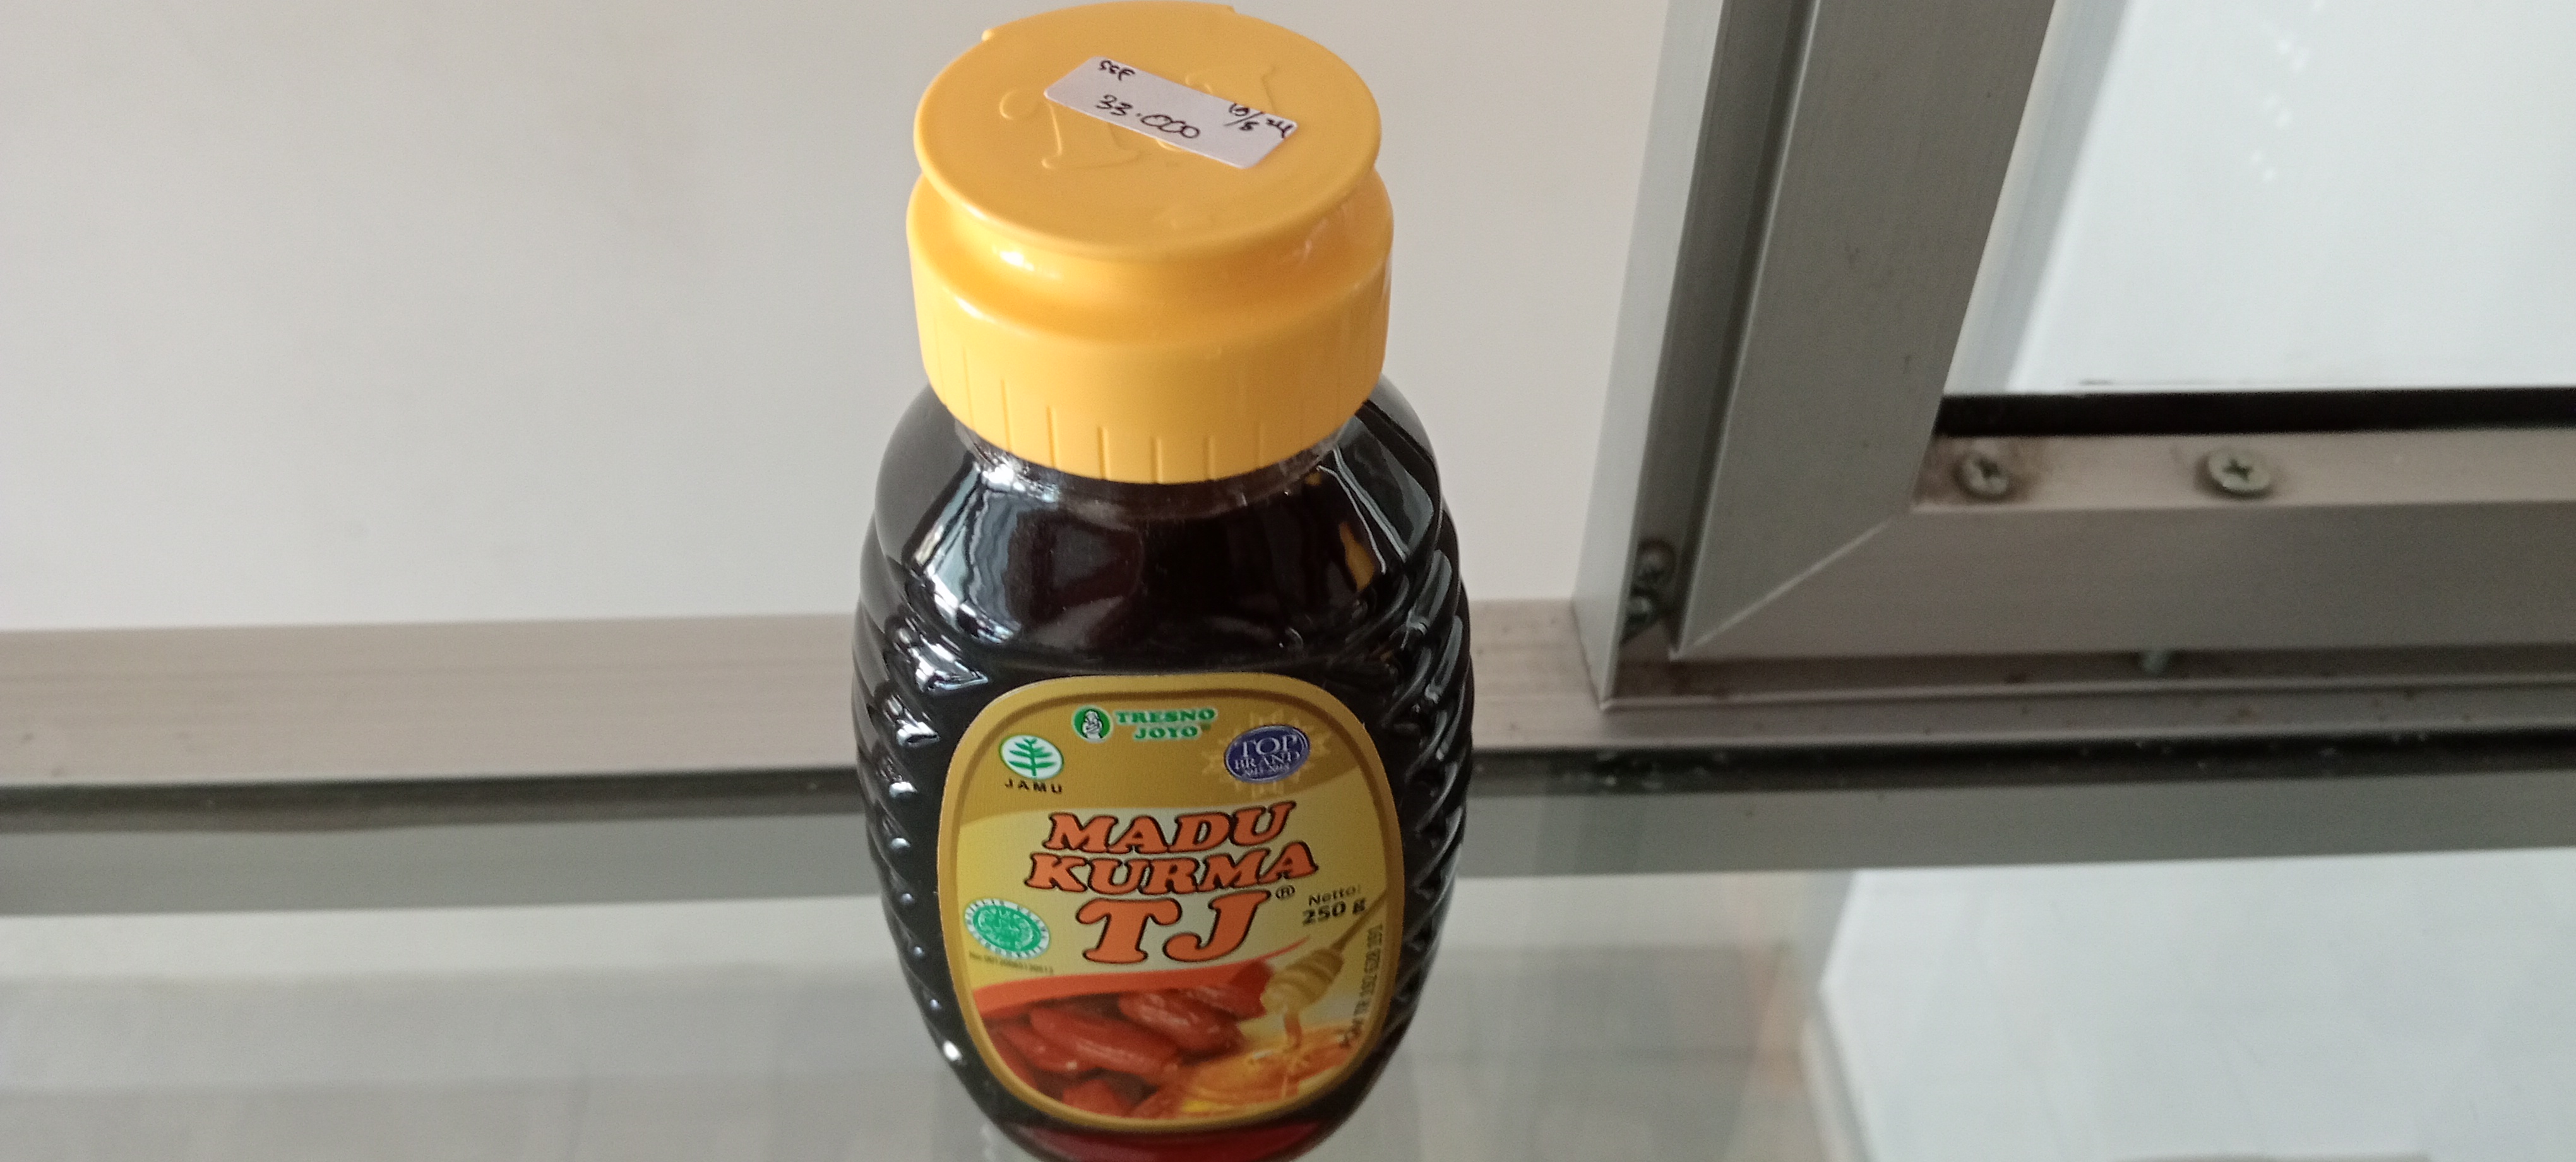 33.000
TRESNO
JOYO
JAMU
TOP
BRAND
MADU
KURMA
TJ®
Netto:
250 g